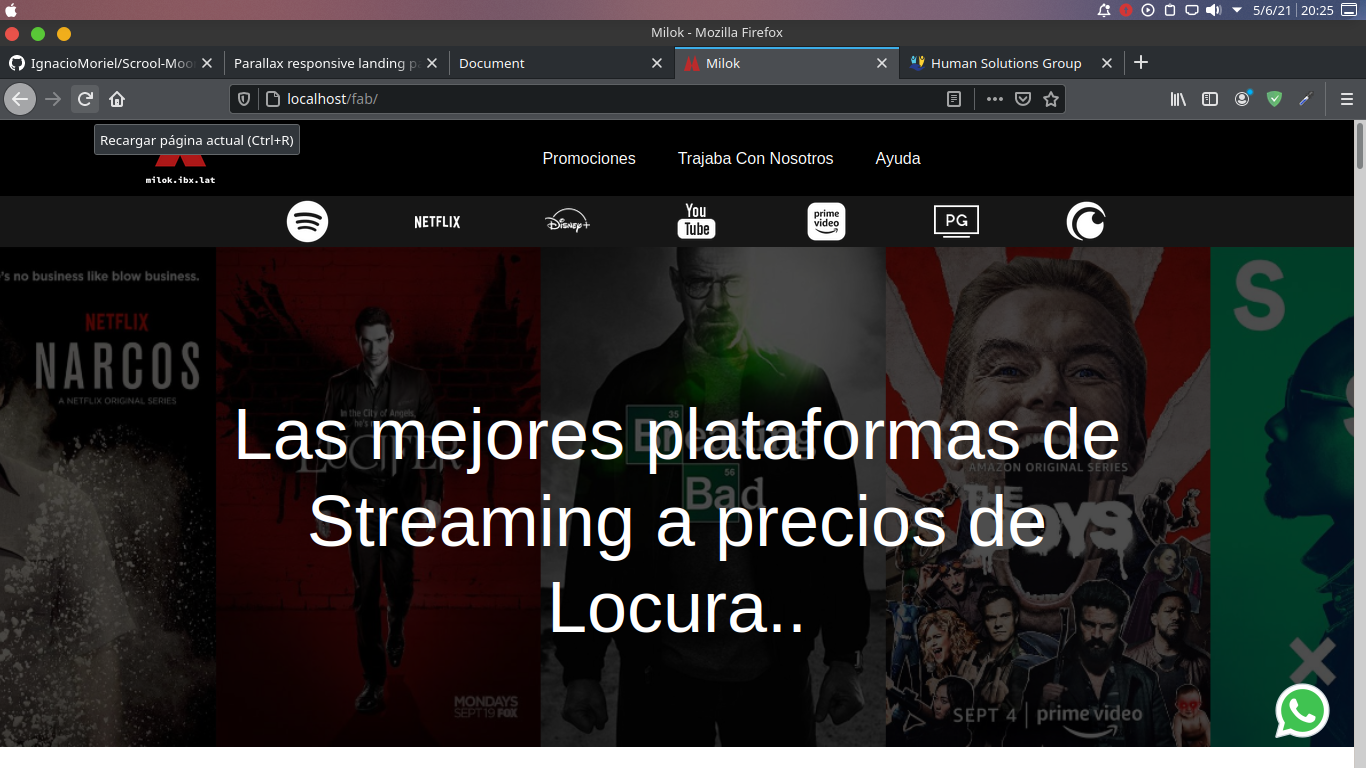 5/6/21 20:25
Milok - Mozilla Firefox
IgnacioMoriel/Scrool-Moo
Parallax responsive landing p
Document
Milok
Human Solutions Group
localhost/fab/
Recargar página actual (Ctrl+R)
milok.ibx.lat
Promociones
Trajaba Con Nosotros
Ayuda
NETFLIX
Disney+
You
Tube
prime
video
PG
's no business like blow business.
NETFLIX
NARCOS
A NETFLIX ORIGINAL SERIES
In the City of Angels,
he's
LUCIFER
MONDAYS
SEPT 19 FOX
35
Breaking
56
Bad
AMAZON ORIGINAL SERIES
THE
BOYS
SEPT 4 prime video
S
X
Las mejores plataformas de
Streaming a precios de
Locura..